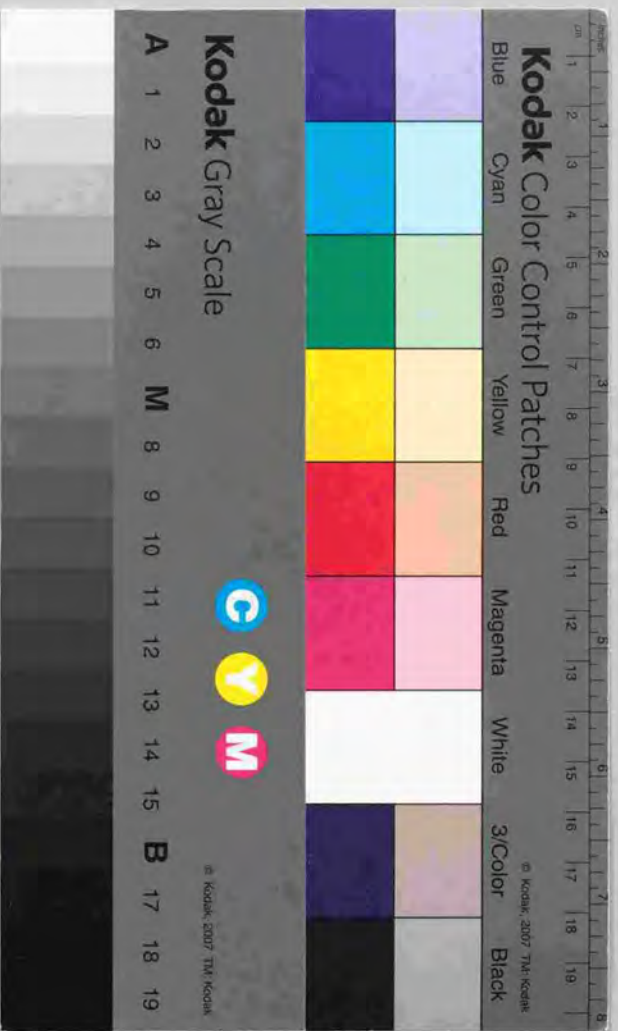 Inches 1 2 3 4 5 6 7 8
cm 1 2 3 4 5 6 7 8 9 10 11 12 13 14 15 16 17 18 19
Kodak Color Control Patches
© Kodak, 2007 TM: Kodak
Blue Cyan Green Yellow Red Magenta White 3/Color Black
Kodak Gray Scale
C Y M
© Kodak, 2007 TM: Kodak
A 1 2 3 4 5 6 M 8 9 10 11 12 13 14 15 B 17 18 19